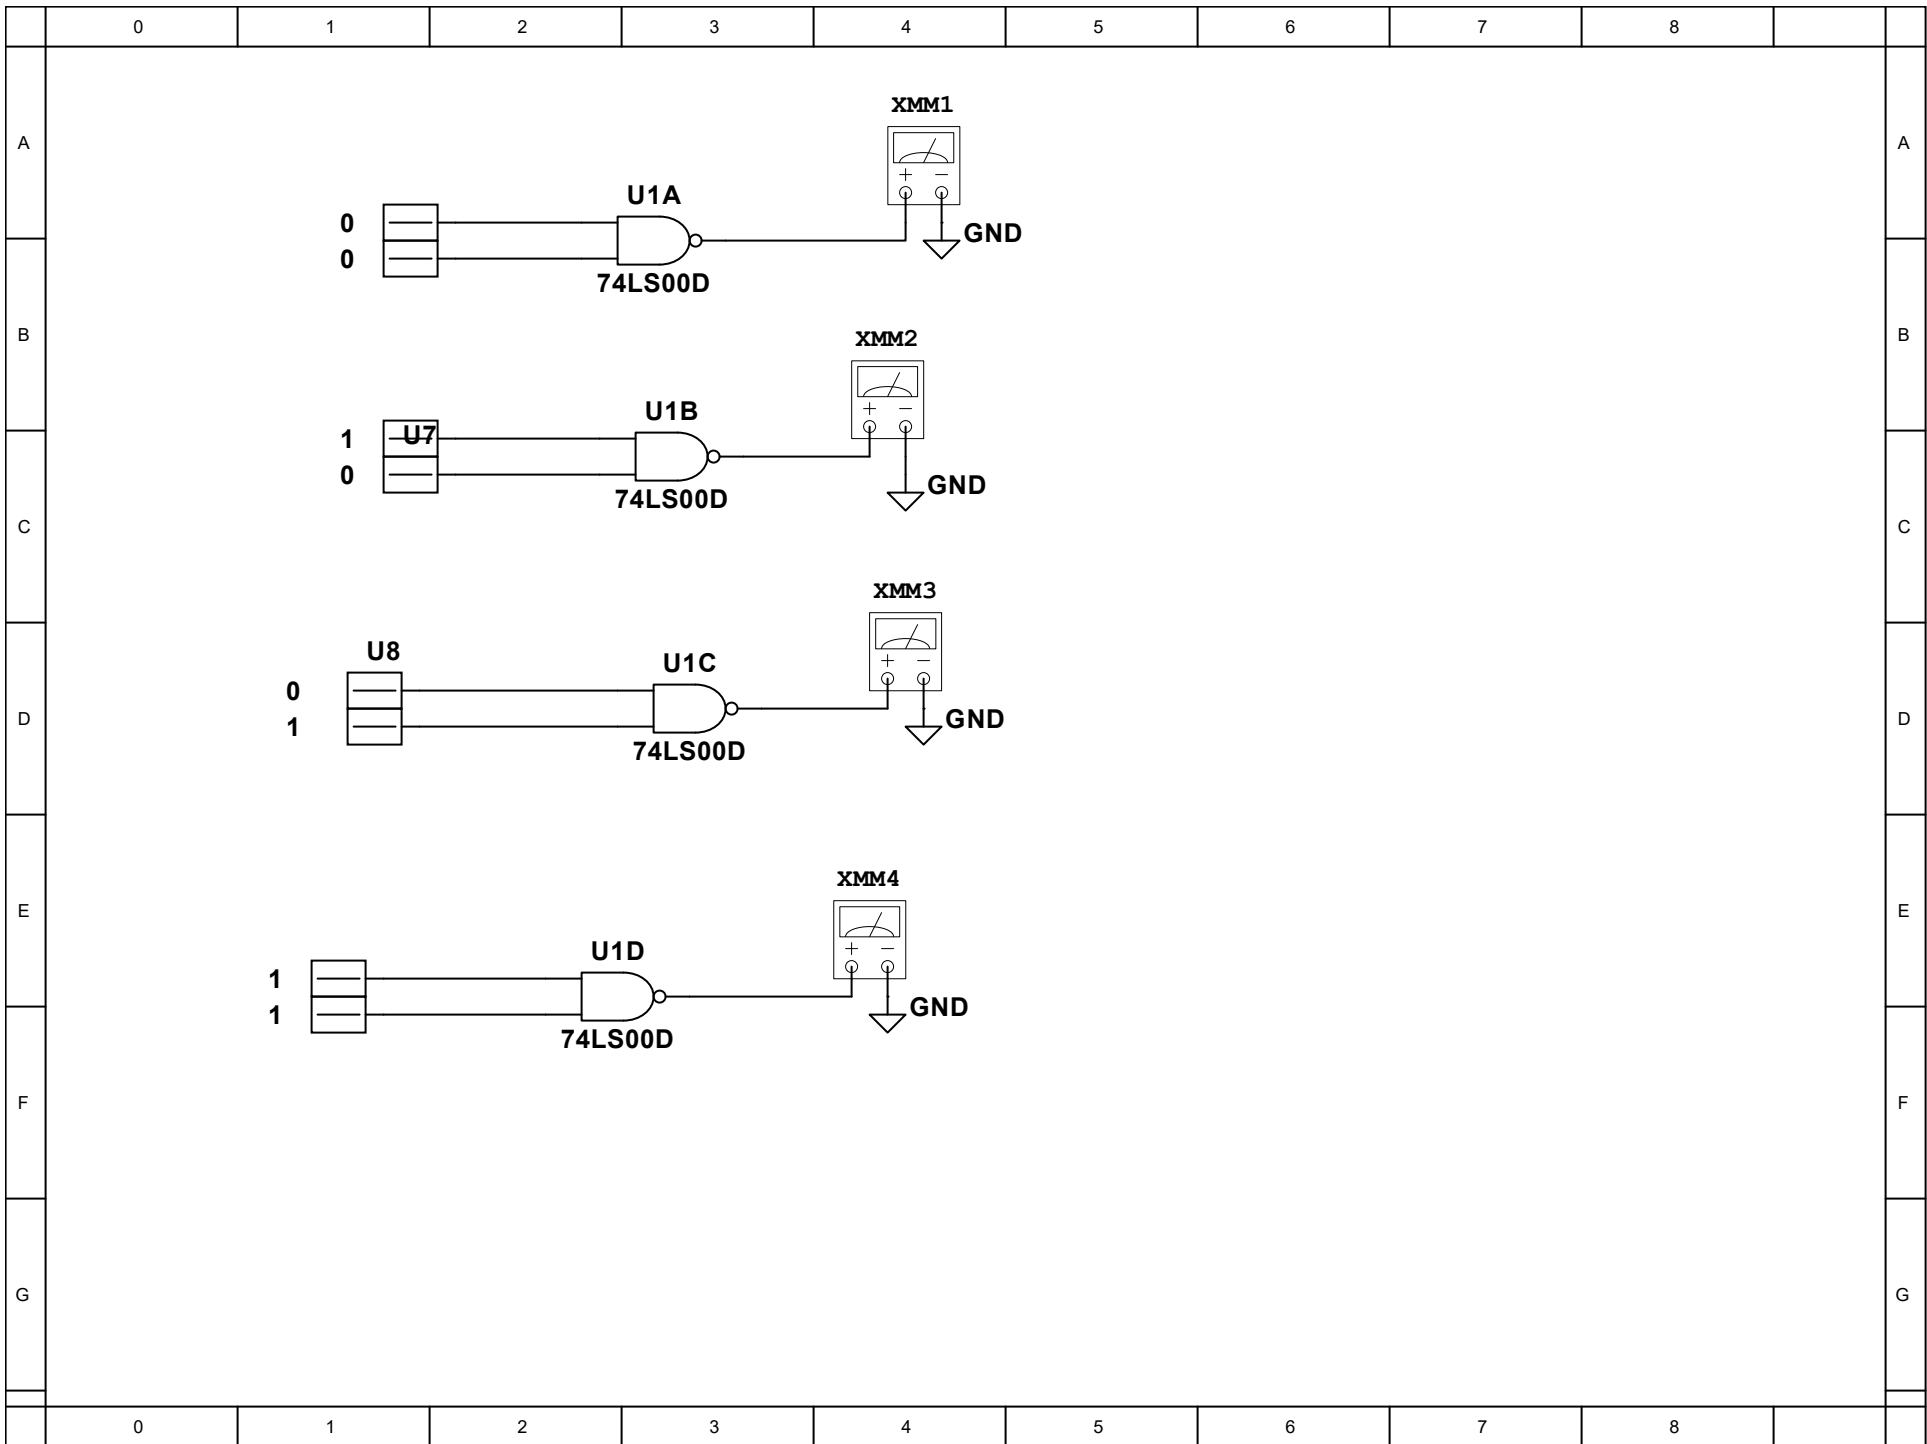 0 1 2 3 4 5 6 7 8
XMM1
A A
U1A
0
GND
0
74LS00D
B B
XMM2
U1B
1 U7
0
GND
74LS00D
C C
XMM3
U8
U1C
0
1
GND
D D
74LS00D
XMM4
E E
U1D
1
1
GND
74LS00D
F F
G G
0 1 2 3 4 5 6 7 8